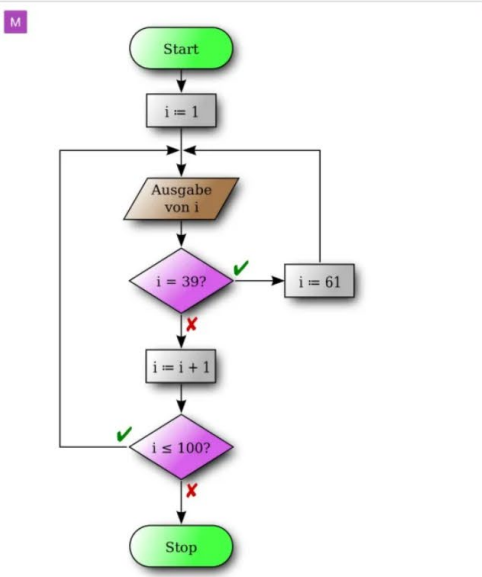 M
Start
i ≔ 1
Ausgabe
von i
i = 39?
✔
i ≔ 61
✘
i ≔ i + 1
✔
i ≤ 100?
✘
Stop